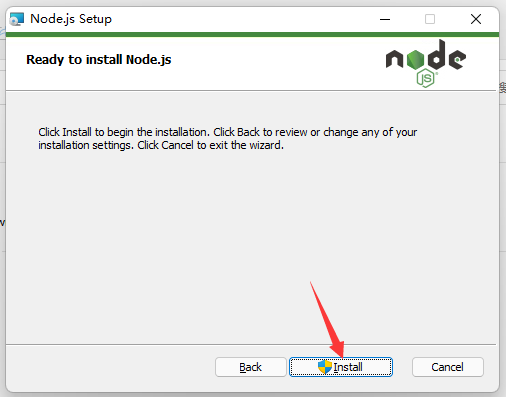 Node.js Setup
Ready to install Node.js
node
JS
Click Install to begin the installation. Click Back to review or change any of your
installation settings. Click Cancel to exit the wizard.
Back
Install
Cancel